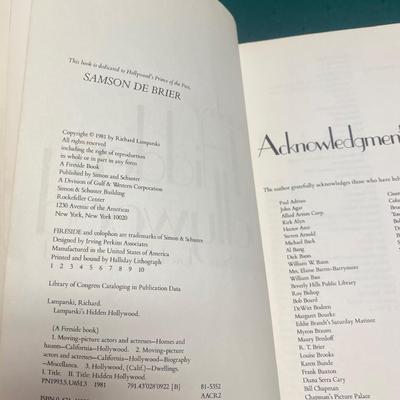 This book is dedicated to Hollywood's Prince of the Past,
SAMSON DE BRIER
Copyright © 1981 by Richard Lamparski
All rights reserved
including the right of reproduction
in whole or in part in any form
A Fireside Book
Published by Simon and Schuster
A Division of Gulf & Western Corporation
Simon & Schuster Building
Rockefeller Center
1230 Avenue of the Americas
New York, New York 10020
FIRESIDE and colophon are trademarks of Simon & Schuster
Designed by Irving Perkins Associates
Manufactured in the United States of America
Printed and bound by Halliday Lithograph
1 2 3 4 5 6 7 8 9 10
Library of Congress Cataloging in Publication Data
Lamparski, Richard.
Lamparski's Hidden Hollywood.
(A Fireside book)
1. Moving-picture actors and actresses—Homes and
haunts—California—Hollywood. 2. Moving-picture
actors and actresses—California—Hollywood—Biography
—Miscellanea. 3. Hollywood, (Calif.)—Dwellings.
I. Title II. Title: Hidden Hollywood.
PN1993.5.U65L3 1981 791.43'028'0922 [B] 81-5352
AACR2
Acknowledgment
The author gratefully acknowledges those who have
Paul Adrian
John Agar
Allied Artists Corp.
Kirk Alyn
Hector Arce
Steven Arnold
Michael Back
Al Bang
Dick Bann
William W. Bann
Mrs. Elaine Barrie-Barrymore
William Bass
Beverly Hills Public Library
Roy Bishop
Bob Board
DeWitt Bodeen
Margaret Bourke
Eddie Brandt's Saturday Matinee
Myron Braum
Maury Broloff
R. T. Brier
Louise Brooks
Karen Bunde
Frank Buxton
Diana Serra Cary
Bill Chapman
Chapman's Picture Palace